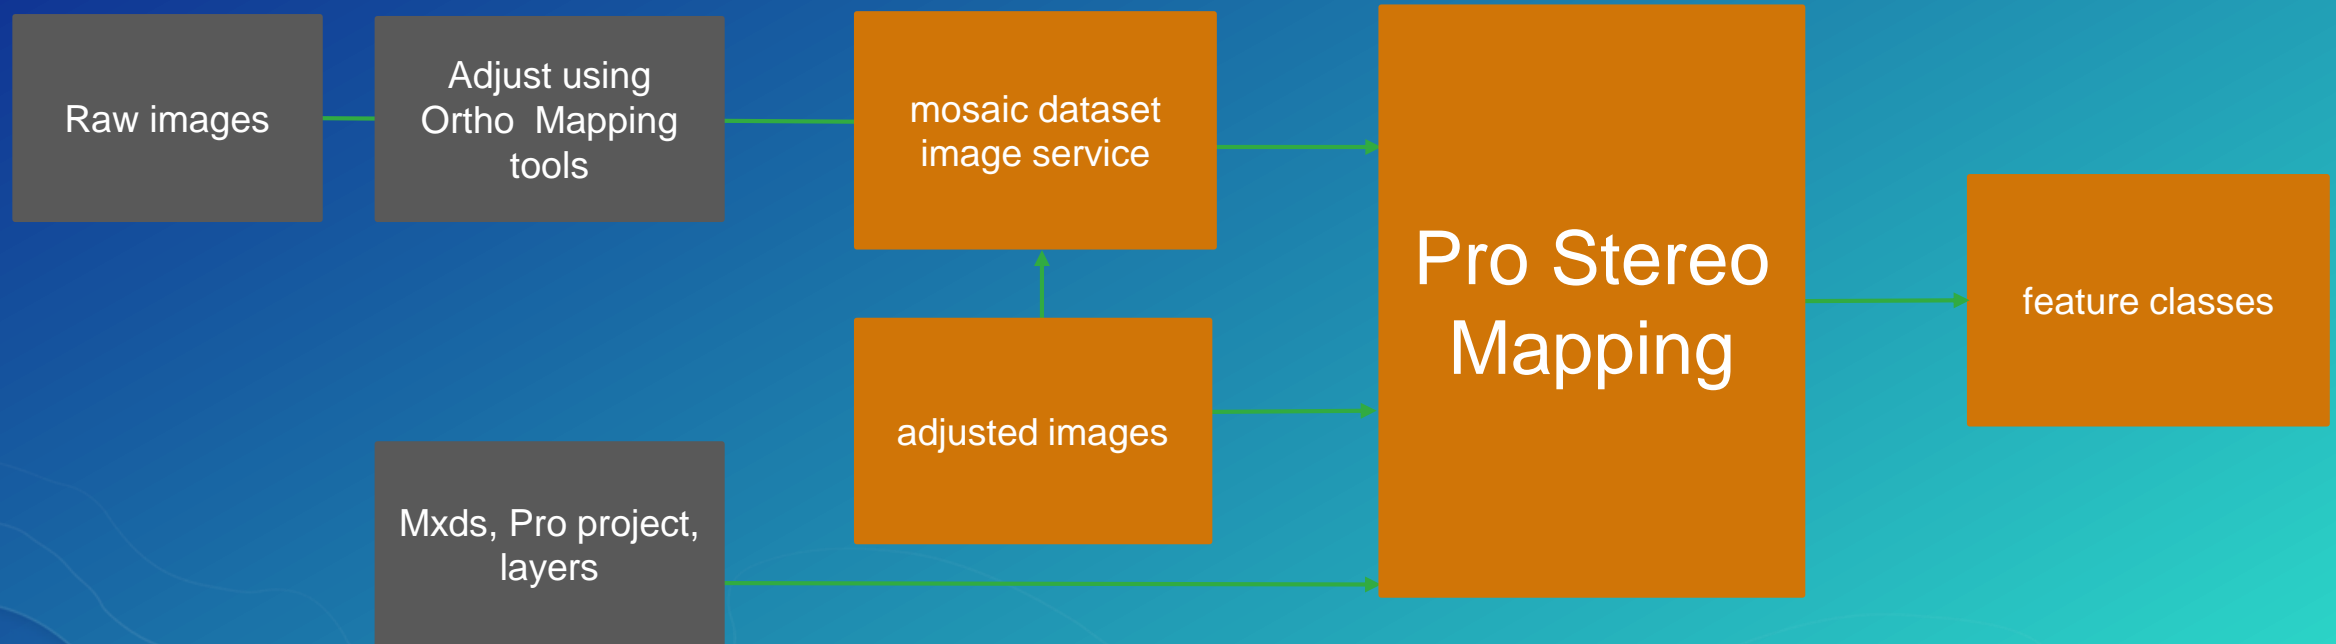 Raw images
Adjust using
Ortho  Mapping
tools
mosaic dataset
image service
Pro Stereo
Mapping
feature classes
adjusted images
Mxds, Pro project,
layers